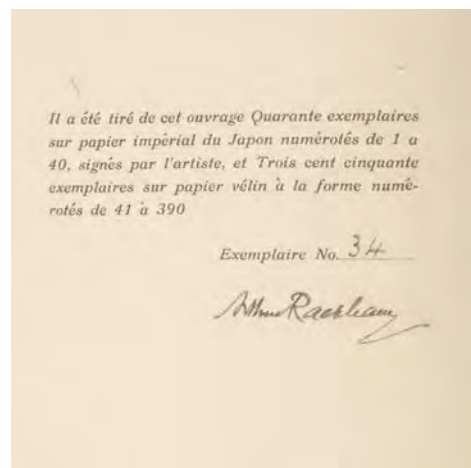 Il a été tiré de cet ouvrage Quarante exemplaires
sur papier impérial du Japon numérotés de 1 a
40, signés par l'artiste, et Trois cent cinquante
exemplaires sur papier vélin à la forme numé-
rotés de 41 à 390
Exemplaire No. 34
Arthur Rackham